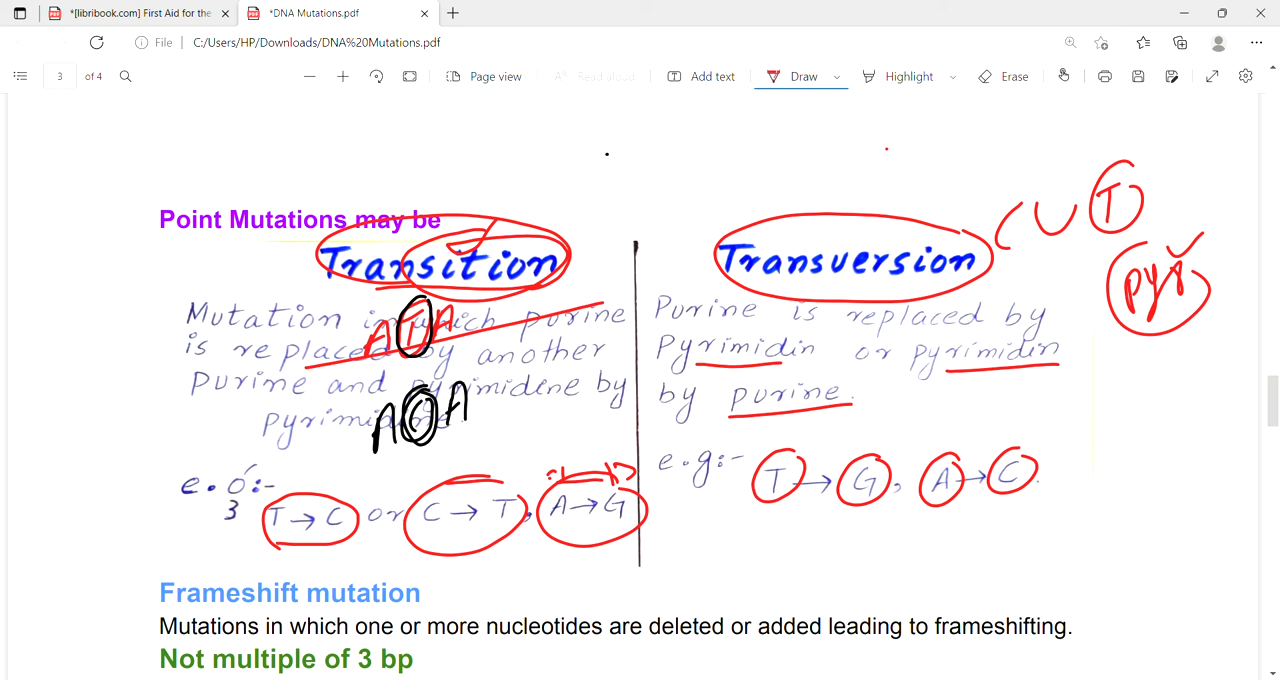 *[libribook.com] First Aid for the
*DNA Mutations.pdf
File
C:/Users/HP/Downloads/DNA%20Mutations.pdf
3 of 4
Page view
Read aloud
Add text
Draw
Highlight
Erase
Point Mutations may be
Transition
Mutation in which purine
is replaced by another
purine and pyrimidene by
A T A
A C A
e.g:-
3
T → C or C → T, A → G
Transversion
Purine is replaced by
Pyrimidin or pyrimidin
by purine.
e.g:- T → G, A → C.
C U T
pyr
Frameshift mutation
Mutations in which one or more nucleotides are deleted or added leading to frameshifting.
Not multiple of 3 bp